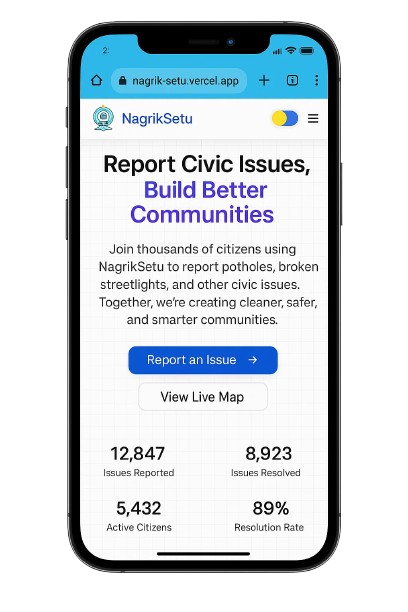 2:
nagrik-setu.vercel.app
NagrikSetu
Report Civic Issues,
Build Better
Communities
Join thousands of citizens using
NagrikSetu to report potholes, broken
streetlights, and other civic issues.
Together, we're creating cleaner, safer,
and smarter communities.
Report an Issue →
View Live Map
12,847
8,923
Issues Reported
Issues Resolved
5,432
89%
Active Citizens
Resolution Rate